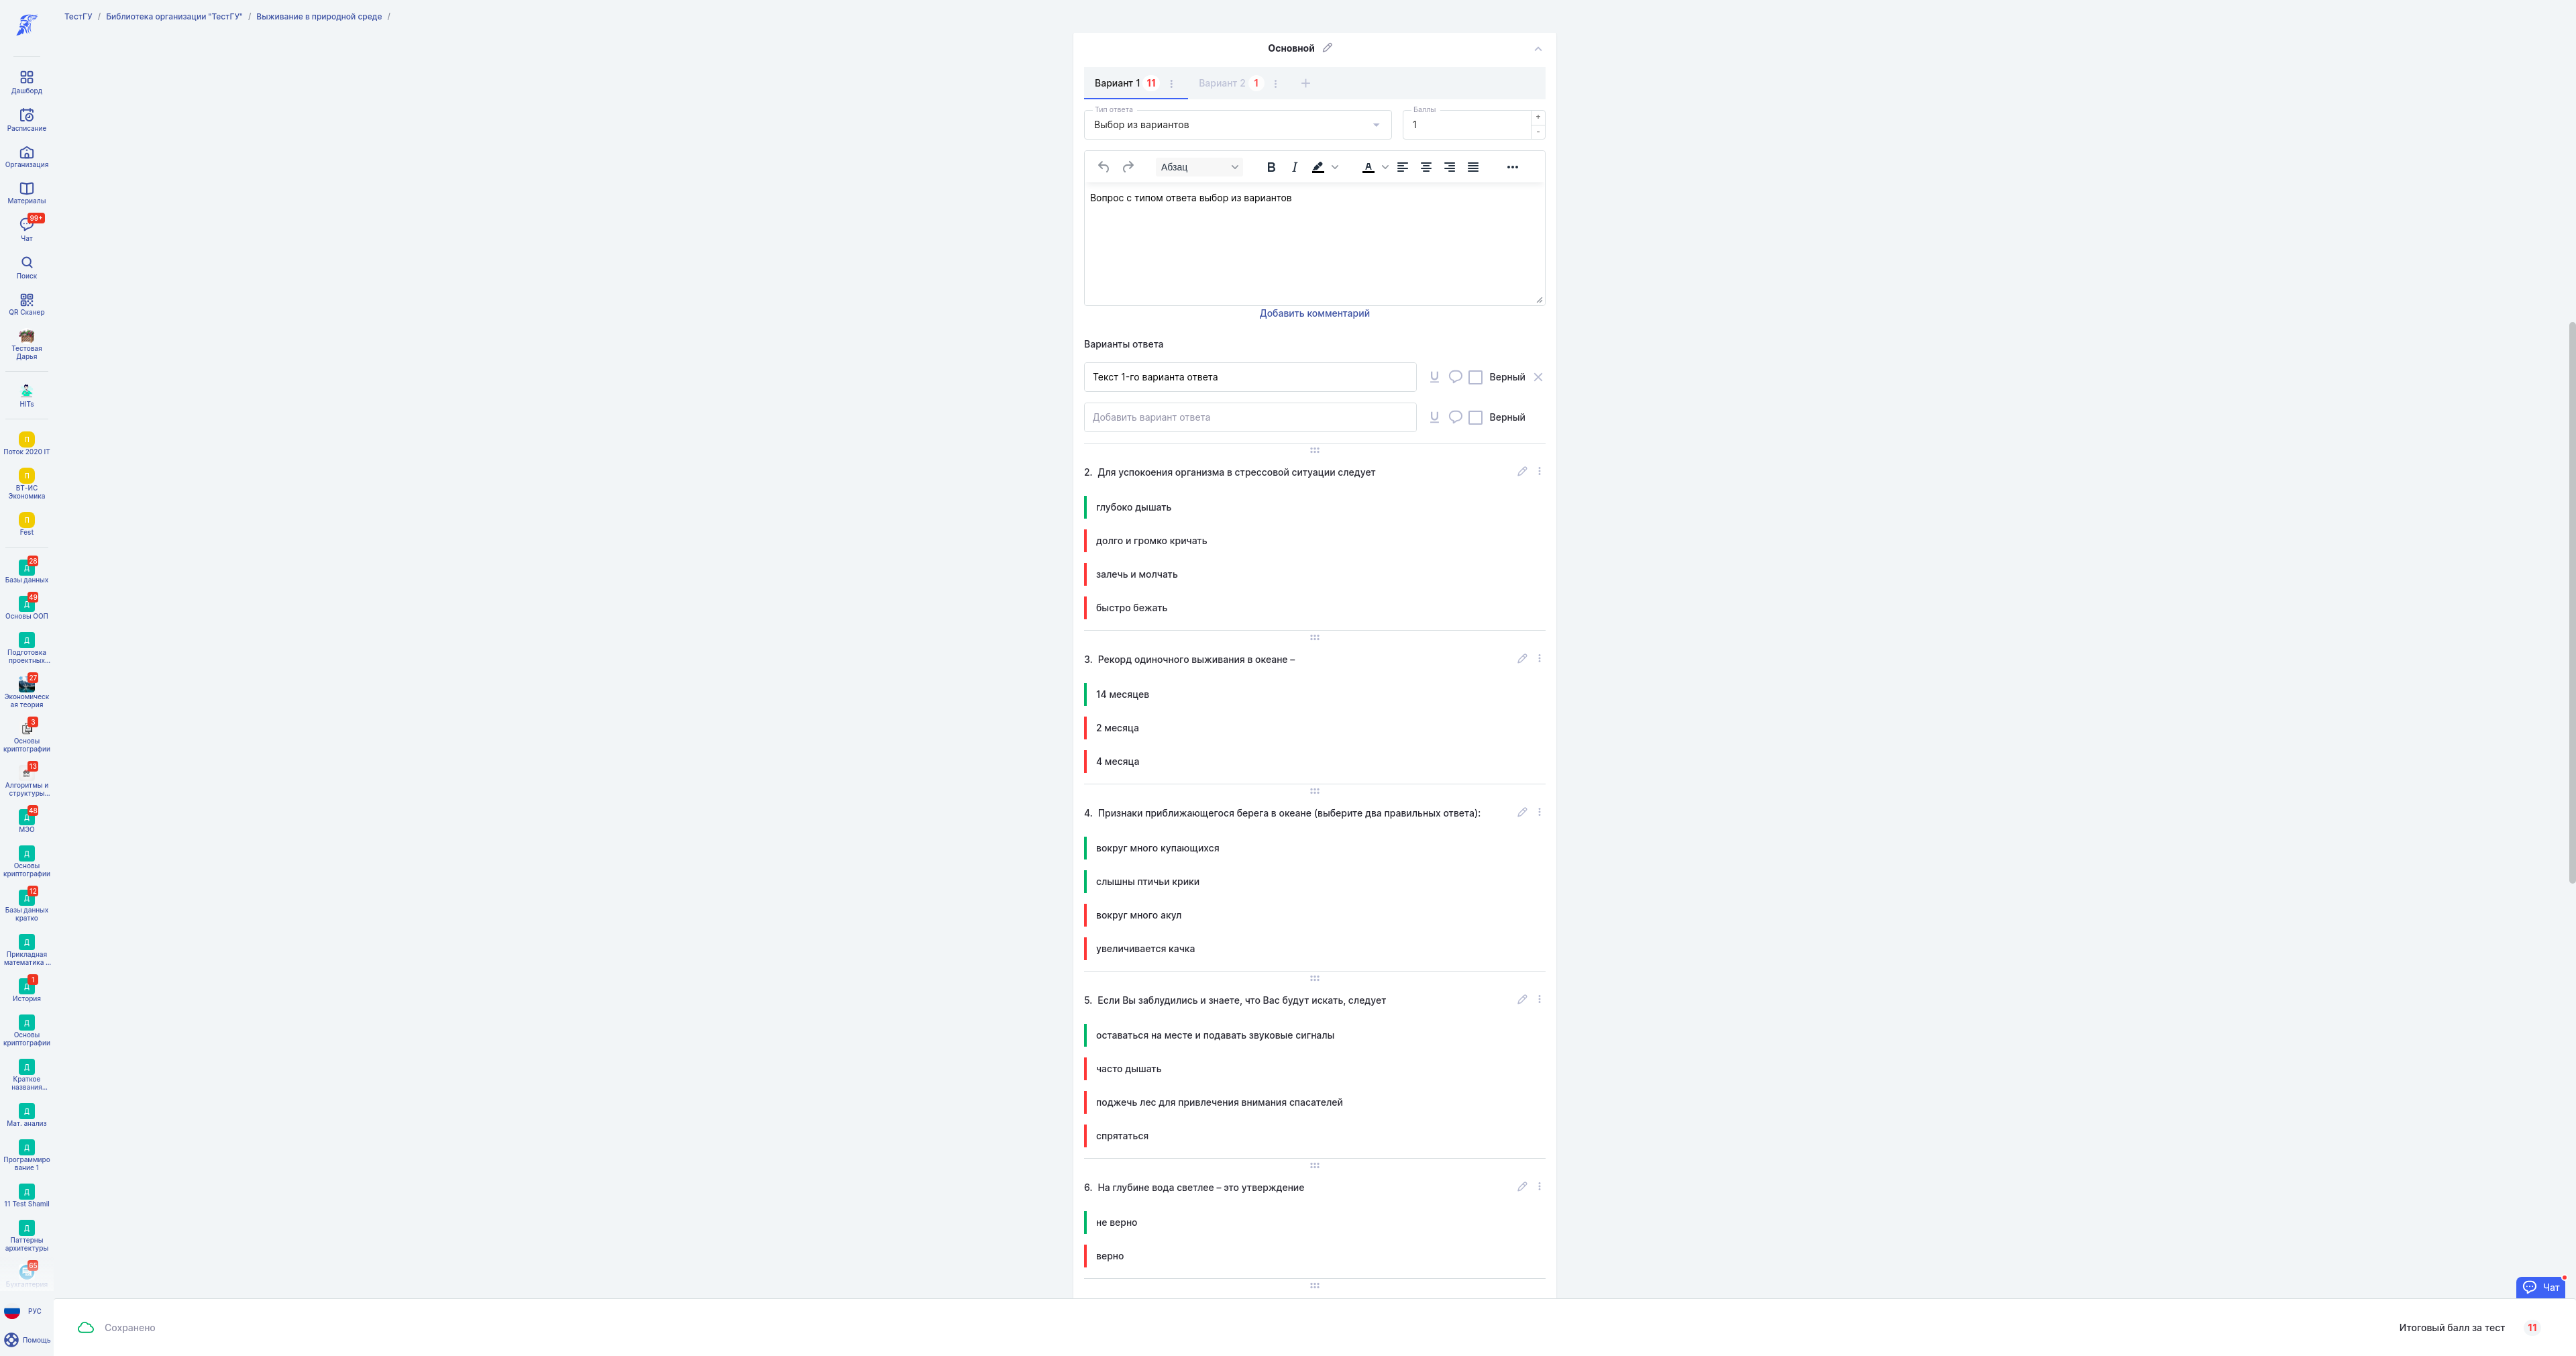 ТестГУ / Библиотека организации "ТестГУ" / Выживание в природной среде /
Дашборд
Расписание
Организация
Материалы
99+
Чат
Поиск
QR Сканер
Тестовая
Дарья
HITs
П
Поток 2020 IT
П
ВТ-ИС
Экономика
П
Fest
Д 28
Базы данных
Д 49
Основы ООП
Д
Подготовка
проектных...
27
Экономическ
ая теория
3
Основы
криптографии
13
Алгоритмы и
структуры...
Д 48
МЭО
Д
Основы
криптографии
Д 12
Базы данных
кратко
Д
Прикладная
математика ...
Д 1
История
Д
Основы
криптографии
Д
Краткое
названия...
Д
Мат. анализ
Д
Программиро
вание 1
Д
11 Test Shamil
Д
Паттерны
архитектуры
65
Бухгалтерия
РУС
Помощь
Основной
Вариант 1 11 Вариант 2 1 +
Тип ответа
Выбор из вариантов
Баллы
1
+
-
Абзац B I A
Вопрос с типом ответа выбор из вариантов
Добавить комментарий
Варианты ответа
Текст 1-го варианта ответа U Верный
Добавить вариант ответа U Верный
2. Для успокоения организма в стрессовой ситуации следует
глубоко дышать
долго и громко кричать
залечь и молчать
быстро бежать
3. Рекорд одиночного выживания в океане –
14 месяцев
2 месяца
4 месяца
4. Признаки приближающегося берега в океане (выберите два правильных ответа):
вокруг много купающихся
слышны птичьи крики
вокруг много акул
увеличивается качка
5. Если Вы заблудились и знаете, что Вас будут искать, следует
оставаться на месте и подавать звуковые сигналы
часто дышать
поджечь лес для привлечения внимания спасателей
спрятаться
6. На глубине вода светлее – это утверждение
не верно
верно
Чат
Сохранено
Итоговый балл за тест 11